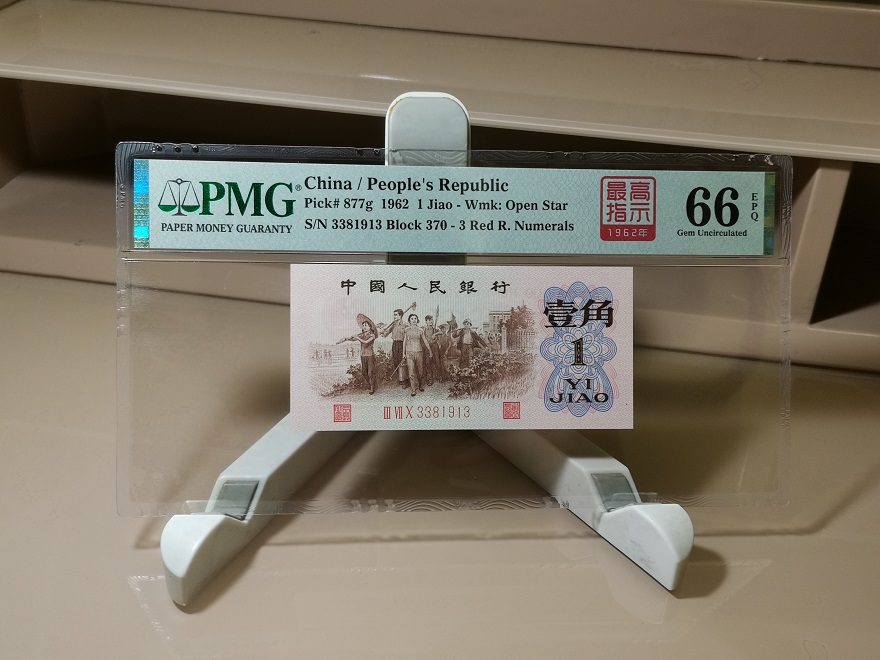 PMG®
PAPER MONEY GUARANTY
China / People's Republic
Pick# 877g 1962 1 Jiao - Wmk: Open Star
S/N 3381913 Block 370 - 3 Red R. Numerals
最高
指示
1962年
66
EPQ
Gem Uncirculated
中國人民銀行
壹角
1
YI
JIAO
III VII X 3381913